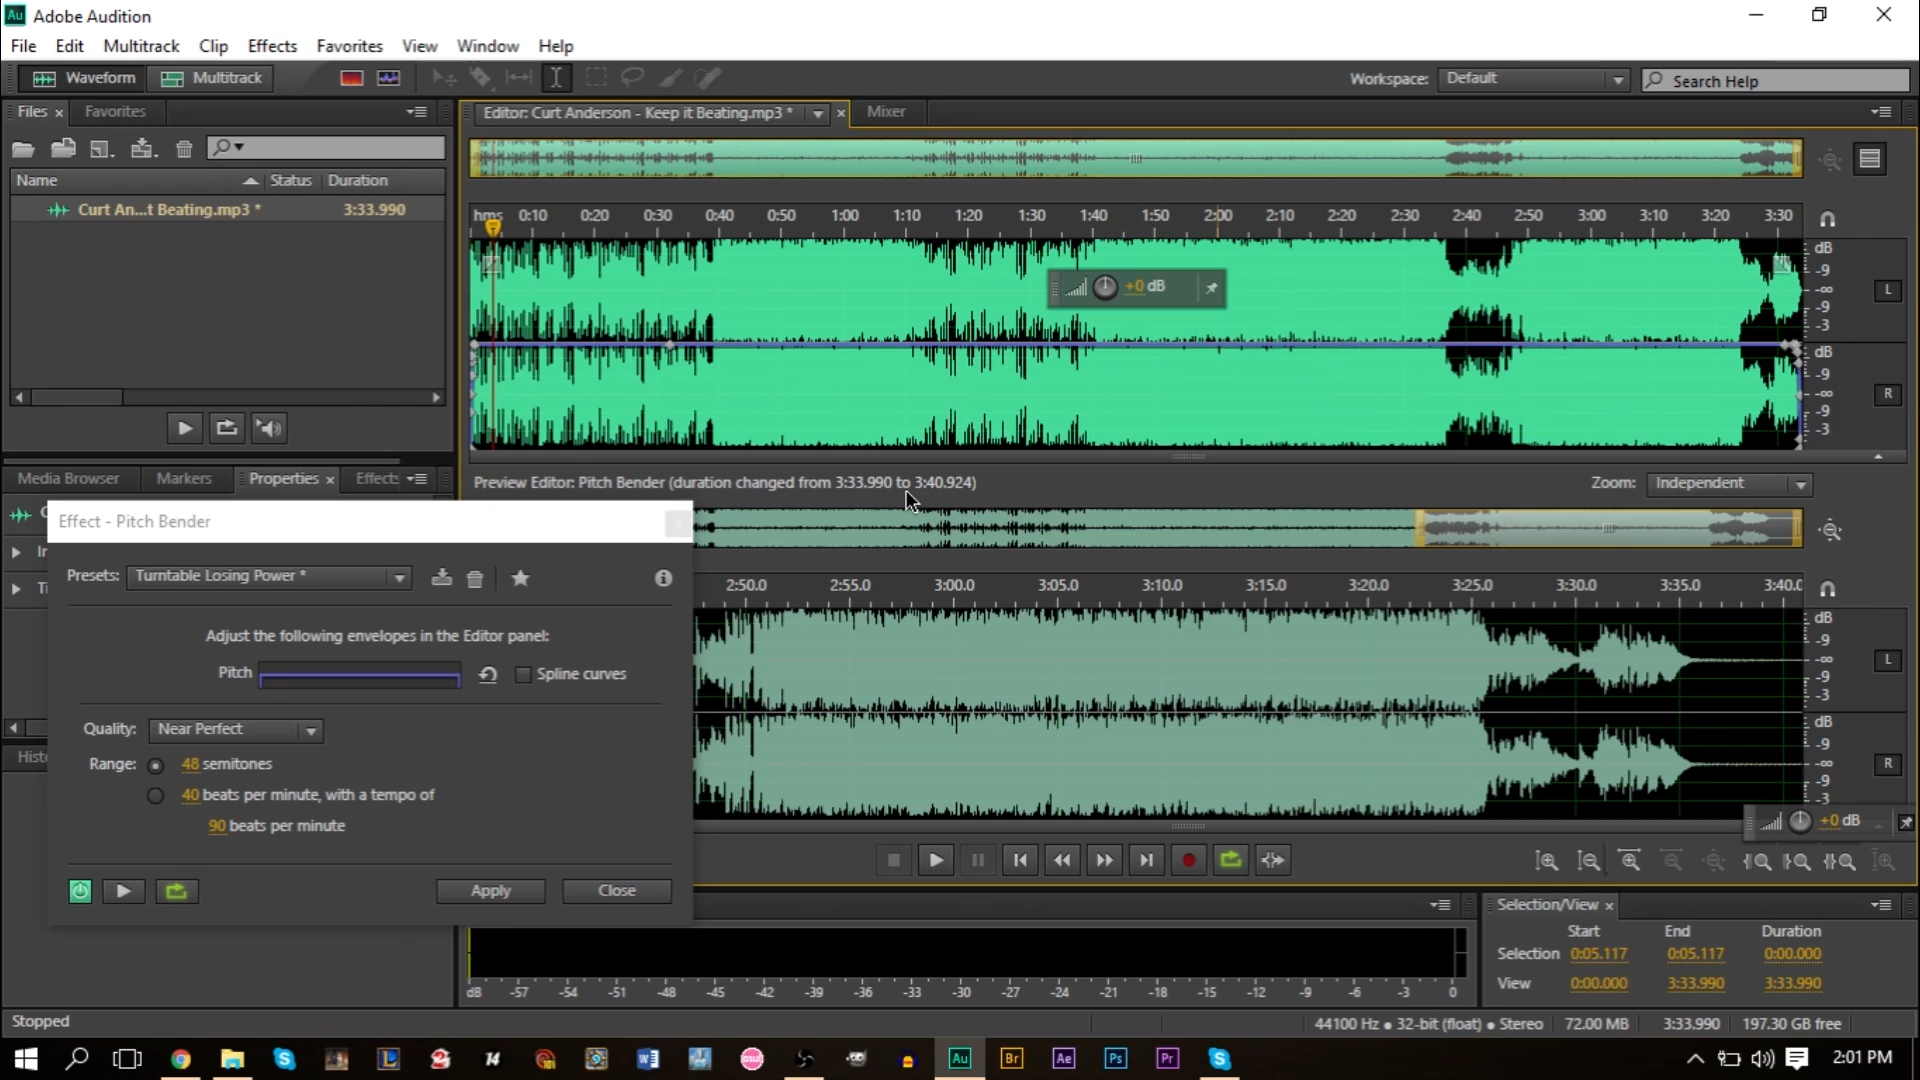 Au Adobe Audition
File Edit Multitrack Clip Effects Favorites View Window Help
Waveform Multitrack Workspace: Default Search Help
Files × Favorites
Editor: Curt Anderson - Keep it Beating.mp3 * × Mixer
Name Status Duration
Curt An...t Beating.mp3 * 3:33.990
hms 0:10 0:20 0:30 0:40 0:50 1:00 1:10 1:20 1:30 1:40 1:50 2:00 2:10 2:20 2:30 2:40 2:50 3:00 3:10 3:20 3:30
dB
-9
-∞
-9
-3
L
+0 dB
dB
-9
-∞
-9
-3
R
Media Browser Markers Properties × Effects
Preview Editor: Pitch Bender (duration changed from 3:33.990 to 3:40.924)
Zoom: Independent
Effect - Pitch Bender
Presets: Turntable Losing Power *
Adjust the following envelopes in the Editor panel:
Pitch Spline curves
Quality: Near Perfect
Range: 48 semitones
40 beats per minute, with a tempo of
90 beats per minute
Apply Close
2:50.0 2:55.0 3:00.0 3:05.0 3:10.0 3:15.0 3:20.0 3:25.0 3:30.0 3:35.0
dB
-9
-∞
-9
-3
L
dB
-9
-∞
-9
-3
R
+0 dB
Selection/View ×
Start End Duration
Selection 0:05.117 0:05.117 0:00.000
View 0:00.000 3:33.990 3:33.990
dB -57 -54 -51 -48 -45 -42 -39 -36 -33 -30 -27 -24 -21 -18 -15 -12 -9 -6 -3 0
Stopped
44100 Hz ● 32-bit (float) ● Stereo 72.00 MB 3:33.990 197.30 GB free
14 osu! Au Br Ae Ps Pr 2:01 PM